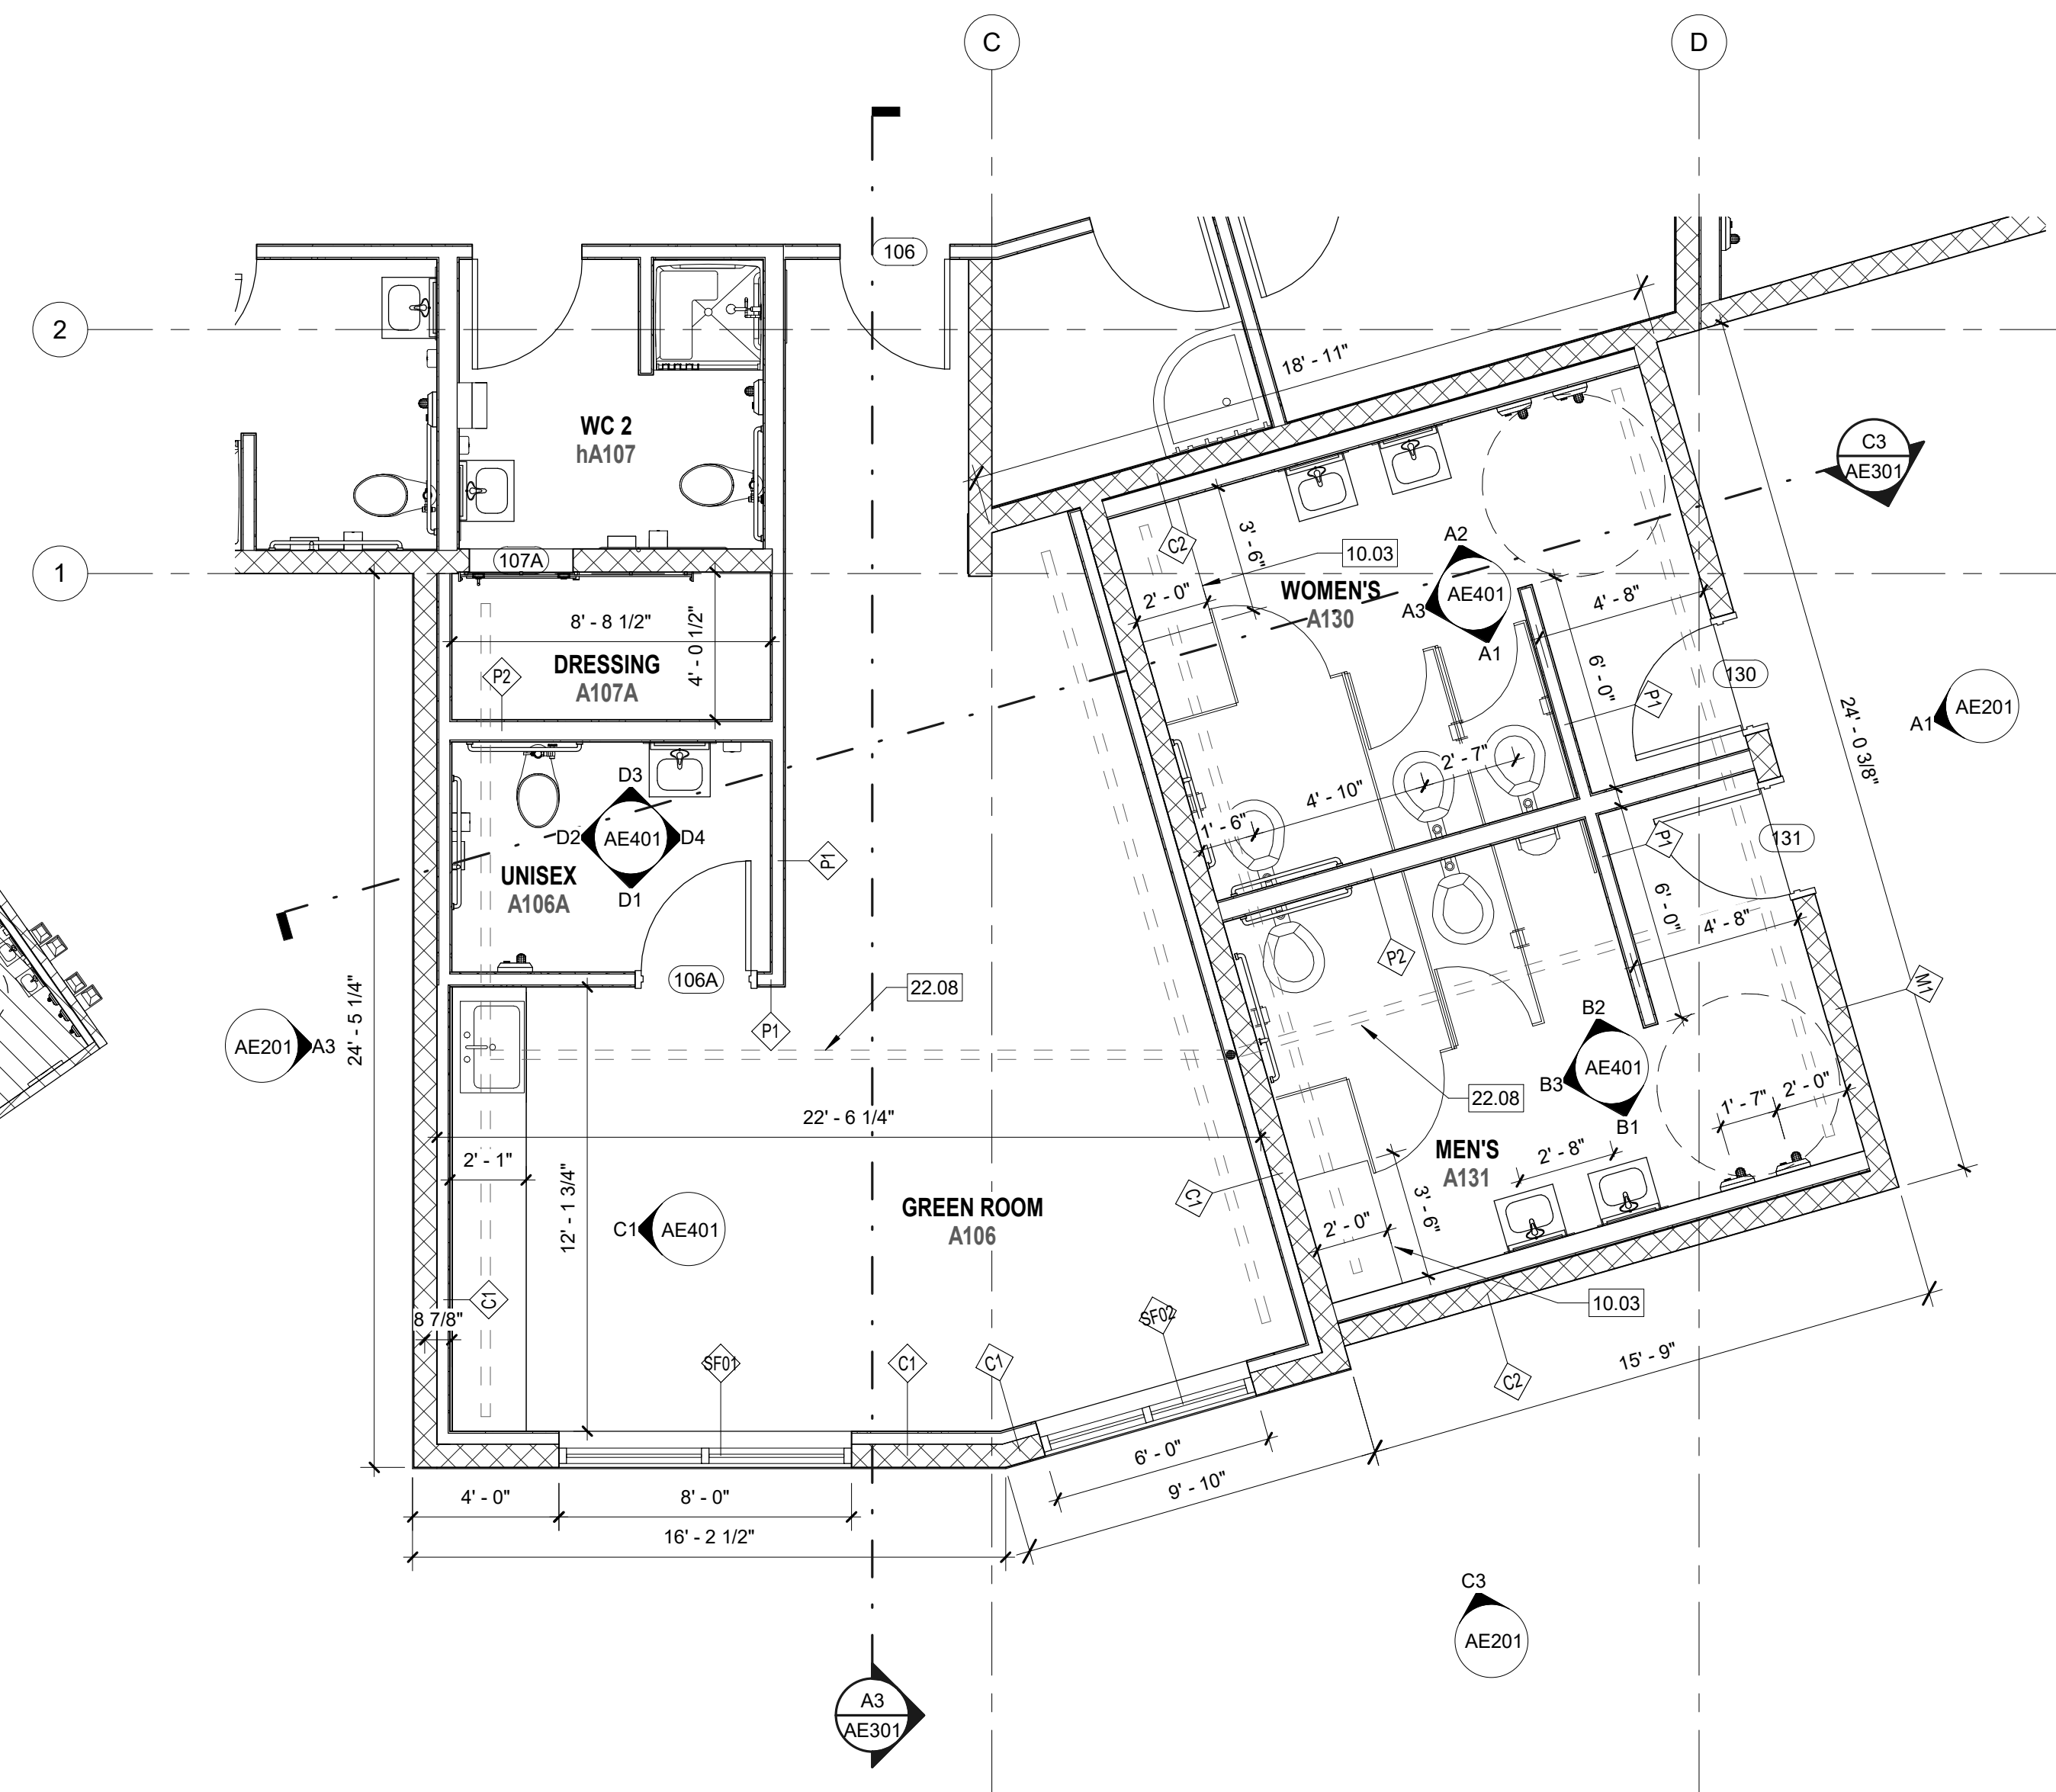 C
D
106
2
18' - 11"
WC 2
hA107
C3
AE301
A2
C2
3' - 6"
10.03
107A
1
WOMEN'S
A130
AE401
A3
A1
2' - 0"
4' - 8"
8' - 8 1/2"
4' - 0 1/2"
DRESSING
A107A
P2
6' - 0"
P1
130
A1
AE201
24' - 0 3/8"
2' - 7"
4' - 10"
1' - 6"
D3
D2
AE401
D4
D1
UNISEX
A106A
P1
P1
131
6' - 0"
4' - 8"
P2
106A
22.08
M1
P1
24' - 5 1/4"
AE201
A3
B2
AE401
B3
B1
22.08
1' - 7"
2' - 0"
22' - 6 1/4"
MEN'S
A131
2' - 8"
2' - 1"
12' - 1 3/4"
C1
AE401
GREEN ROOM
A106
C1
2' - 0"
3' - 6"
C1
8 7/8"
10.03
SF02
SF01
C1
C1
C2
15' - 9"
6' - 0"
9' - 10"
4' - 0"
8' - 0"
16' - 2 1/2"
C3
AE201
A3
AE301